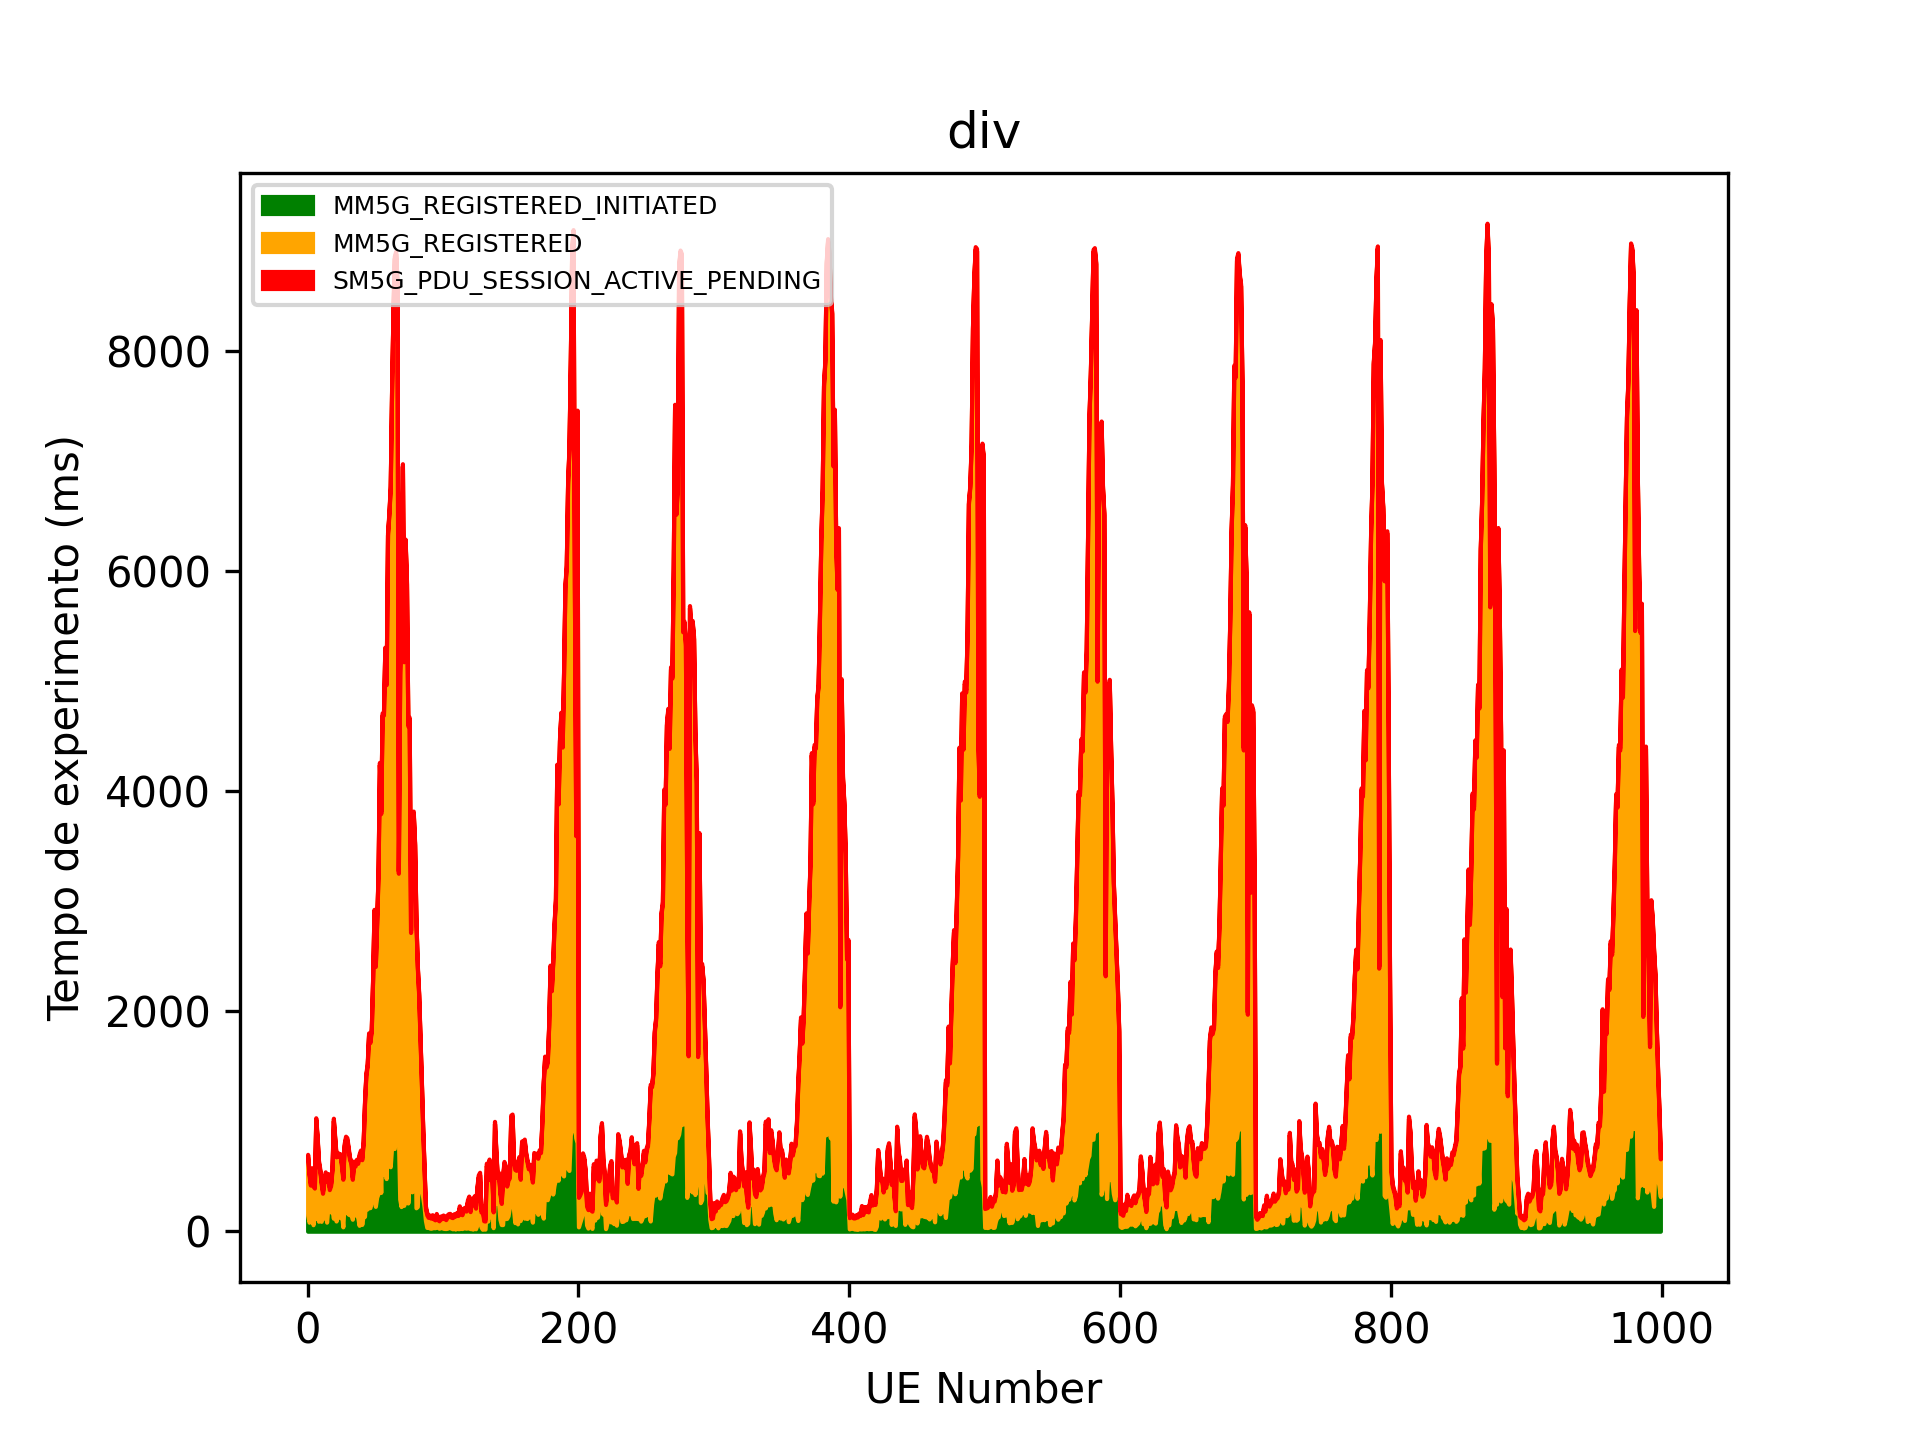 div
MM5G_REGISTERED_INITIATED
MM5G_REGISTERED
SM5G_PDU_SESSION_ACTIVE_PENDING
8000
6000
4000
2000
0
Tempo de experimento (ms)
0 200 400 600 800 1000
UE Number